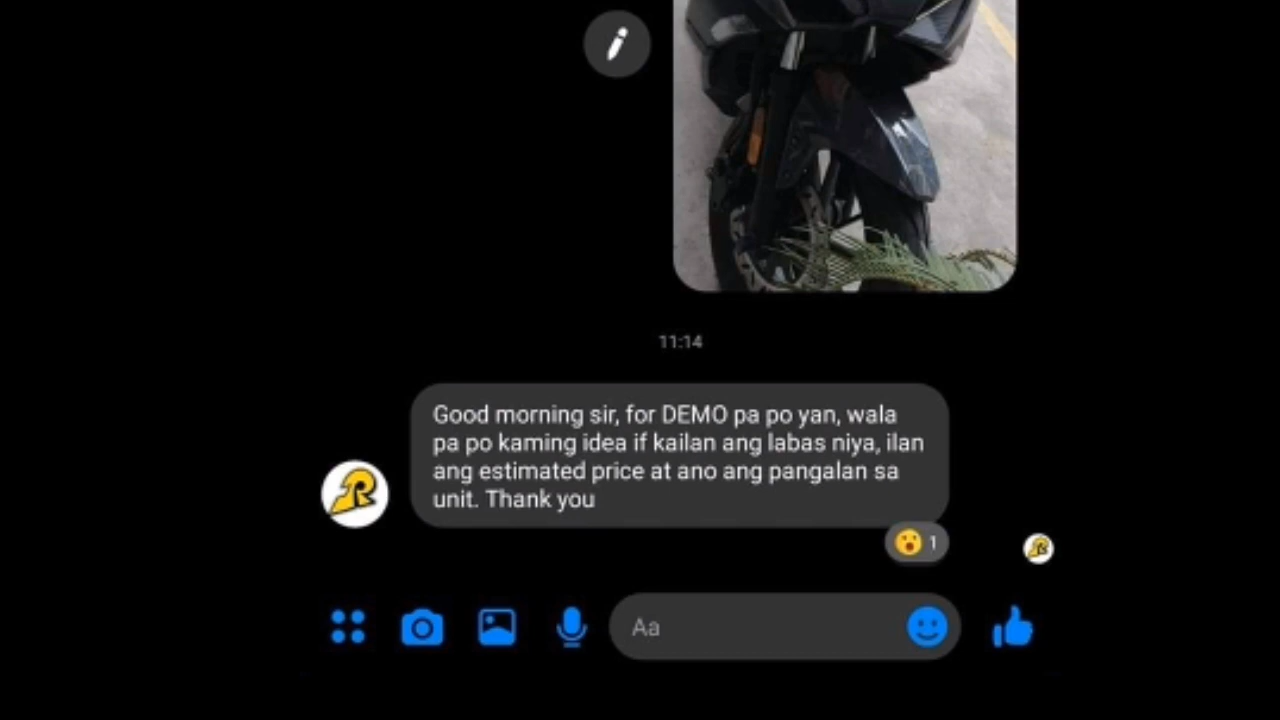 11:14
Good morning sir, for DEMO pa po yan, wala
pa po kaming idea if kailan ang labas niya, ilan
ang estimated price at ano ang pangalan sa
unit. Thank you
1
Aa